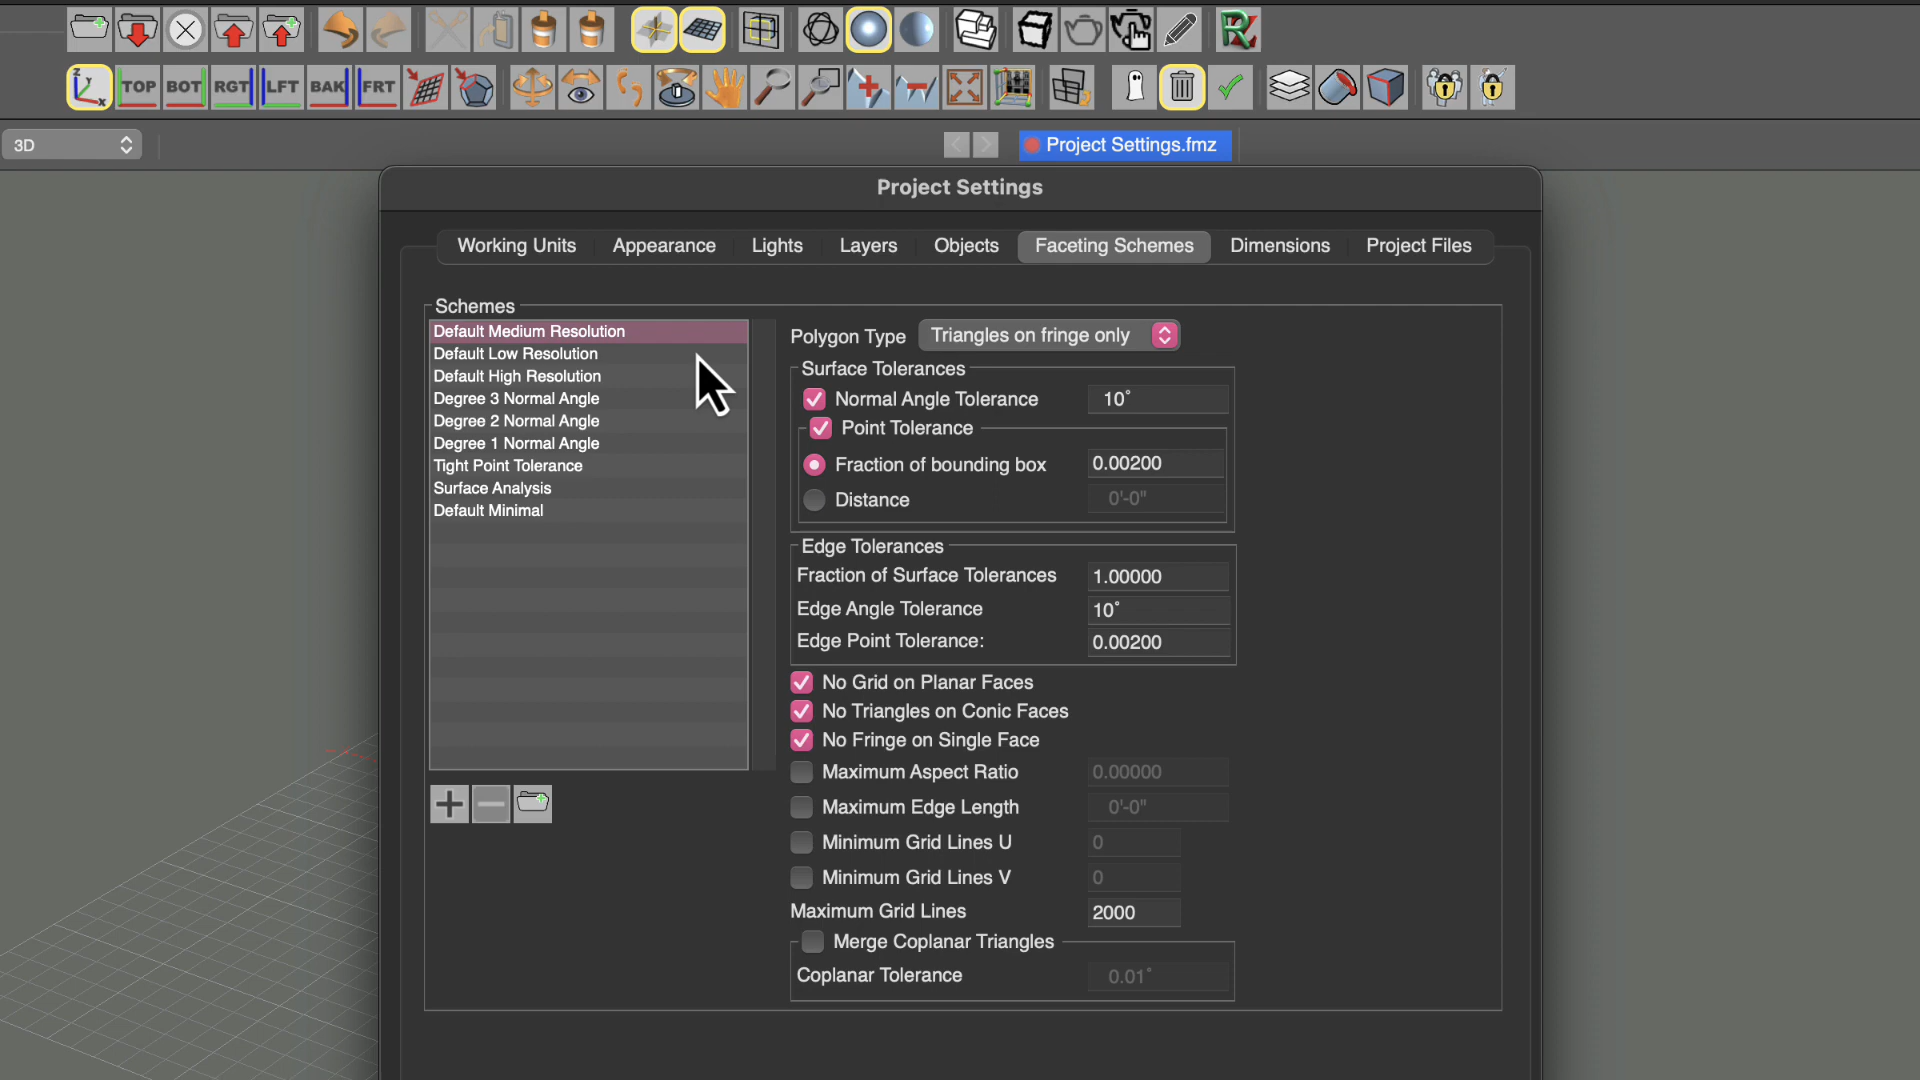 TOP BOT RGT LFT BAK FRT
3D
Project Settings.fmz
Project Settings
Working Units Appearance Lights Layers Objects Faceting Schemes Dimensions Project Files
Schemes
Default Medium Resolution
Default Low Resolution
Default High Resolution
Degree 3 Normal Angle
Degree 2 Normal Angle
Degree 1 Normal Angle
Tight Point Tolerance
Surface Analysis
Default Minimal
Polygon Type Triangles on fringe only
Surface Tolerances
Normal Angle Tolerance 10°
Point Tolerance
Fraction of bounding box 0.00200
Distance 0'-0"
Edge Tolerances
Fraction of Surface Tolerances 1.00000
Edge Angle Tolerance 10°
Edge Point Tolerance: 0.00200
No Grid on Planar Faces
No Triangles on Conic Faces
No Fringe on Single Face
Maximum Aspect Ratio 0.00000
Maximum Edge Length 0'-0"
Minimum Grid Lines U 0
Minimum Grid Lines V 0
Maximum Grid Lines 2000
Merge Coplanar Triangles
Coplanar Tolerance 0.01°